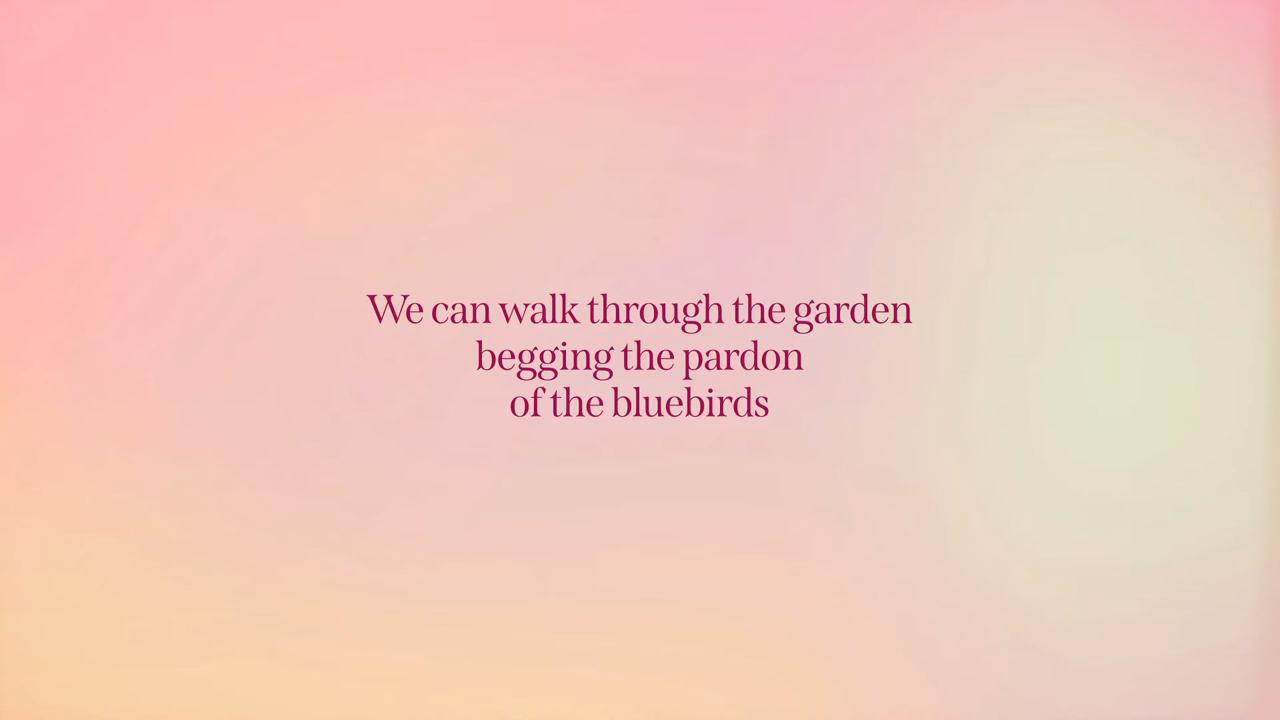 We can walk through the garden
begging the pardon
of the bluebirds